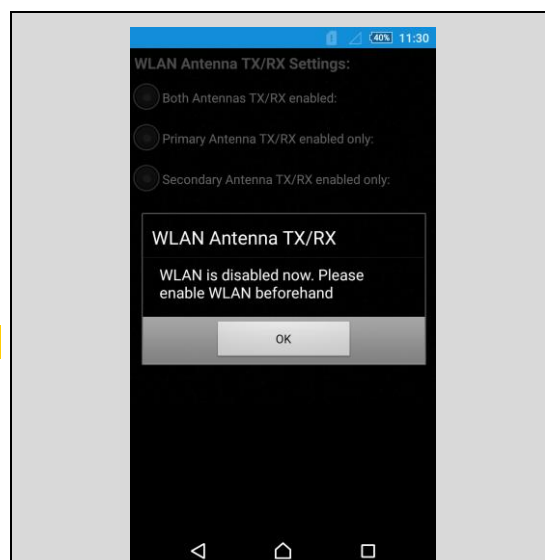 40% 11:30
WLAN Antenna TX/RX Settings:
Both Antennas TX/RX enabled:
Primary Antenna TX/RX enabled only:
Secondary Antenna TX/RX enabled only:
WLAN Antenna TX/RX
WLAN is disabled now. Please
enable WLAN beforehand
OK